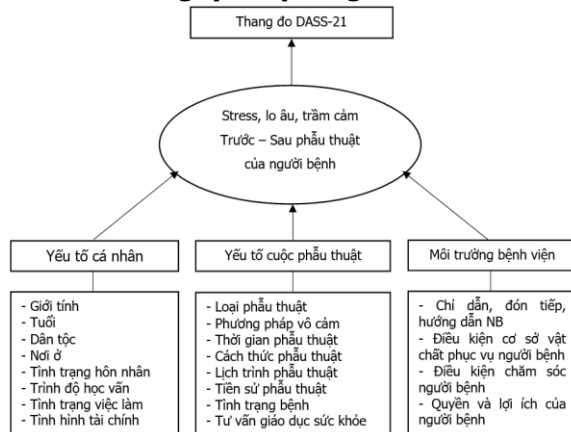 Thang đo DASS-21
Stress, lo âu, trầm cảm
Trước – Sau phẫu thuật
của người bệnh
Yếu tố cá nhân
- Giới tính
- Tuổi
- Dân tộc
- Nơi ở
- Tình trạng hôn nhân
- Trình độ học vấn
- Tình trạng việc làm
- Tình hình tài chính
Yếu tố cuộc phẫu thuật
- Loại phẫu thuật
- Phương pháp vô cảm
- Thời gian phẫu thuật
- Cách thức phẫu thuật
- Lịch trình phẫu thuật
- Tiền sử phẫu thuật
- Tình trạng bệnh
- Tư vấn giáo dục sức khỏe
Môi trường bệnh viện
- Chỉ dẫn, đón tiếp,
hướng dẫn NB
- Điều kiện cơ sở vật
chất phục vụ người bệnh
- Điều kiện chăm sóc
người bệnh
- Quyền và lợi ích của
người bệnh